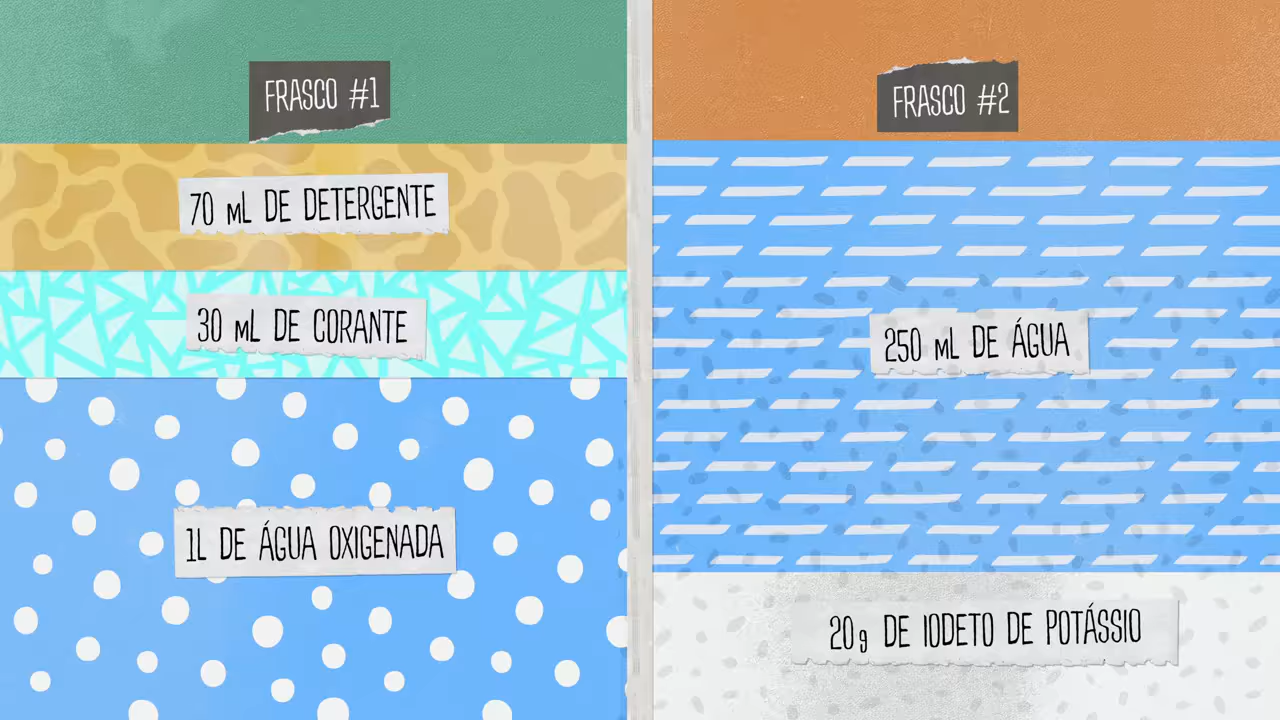 FRASCO #1
70 mL DE DETERGENTE
30 mL DE CORANTE
1L DE ÁGUA OXIGENADA
FRASCO #2
250 mL DE ÁGUA
20g DE IODETO DE POTÁSSIO